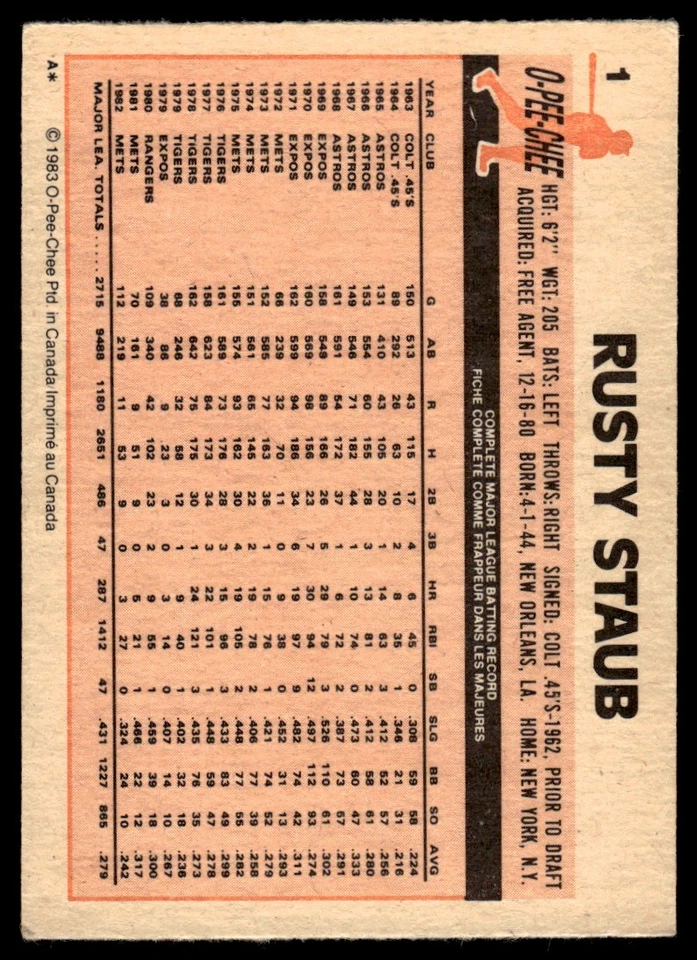 1
RUSTY STAUB
O-PEE-CHEE
HGT: 6'2" WGT: 205 BATS: LEFT THROWS: RIGHT SIGNED: COLT .45'S-1962, PRIOR TO DRAFT
ACQUIRED: FREE AGENT, 12-16-80 BORN: 4-1-44, NEW ORLEANS, LA. HOME: NEW YORK, N.Y.
COMPLETE MAJOR LEAGUE BATTING RECORD
FICHE COMPLETE COMME FRAPPEUR DANS LES MAJEURES
YEAR CLUB G AB R H 2B 3B HR RBI SB SLG BB SO AVG
1963 COLT .45'S 150 513 43 115 17 4 6 45 0 .308 59 58 .224
1964 COLT .45'S 89 292 26 63 10 2 8 35 1 .346 21 31 .216
1965 ASTROS 131 410 43 105 20 1 14 63 3 .412 52 57 .256
1966 ASTROS 153 554 60 155 28 3 13 81 2 .412 58 61 .280
1967 ASTROS 149 546 71 182 44 1 10 74 0 .473 60 47 .333
1968 ASTROS 161 591 54 172 37 1 6 72 2 .387 73 57 .291
1969 EXPOS 158 549 89 166 26 5 29 79 3 .526 110 61 .302
1970 EXPOS 160 569 98 156 23 7 30 94 12 .497 112 93 .274
1971 EXPOS 162 599 94 186 34 6 19 97 9 .482 74 42 .311
1972 METS 66 239 32 70 11 0 9 38 0 .452 31 13 .293
1973 METS 152 585 77 163 36 1 15 76 1 .421 74 52 .279
1974 METS 151 561 65 145 22 2 19 78 2 .406 77 39 .258
1975 METS 155 574 93 162 30 4 19 105 2 .448 77 55 .282
1976 TIGERS 161 589 73 176 28 3 15 96 3 .433 83 49 .299
1977 TIGERS 158 623 84 173 34 3 22 101 1 .448 59 47 .278
1978 TIGERS 162 642 75 175 30 1 24 121 3 .435 76 35 .273
1979 TIGERS 68 246 32 58 12 1 9 40 1 .402 32 18 .236
1979 EXPOS 38 86 9 23 3 0 3 14 0 .407 14 10 .267
1980 RANGERS 109 340 42 102 23 2 9 55 1 .459 39 18 .300
1981 METS 70 161 9 51 9 0 5 21 1 .466 22 12 .317
1982 METS 112 219 11 53 9 0 3 27 0 .324 24 10 .242
MAJOR LEA. TOTALS ..... 2715 9488 1180 2651 486 47 287 1412 47 .431 1227 865 .279
A* © 1983 O-Pee-Chee Ptd. in Canada/Imprimé au Canada